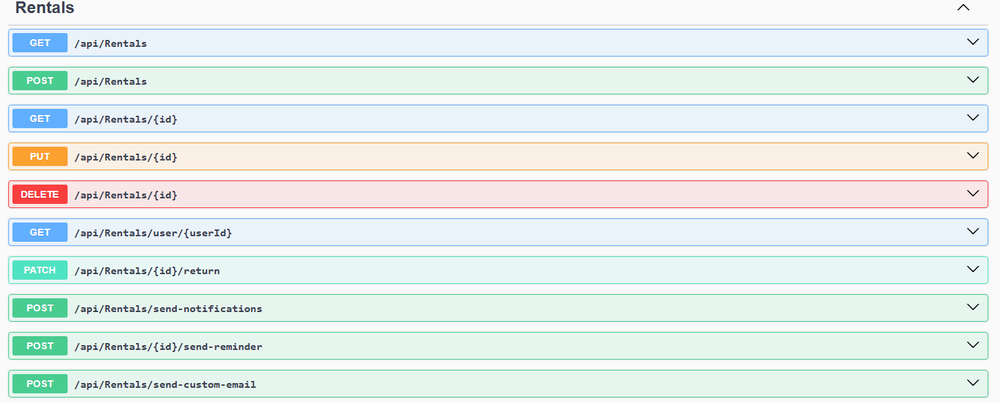 Rentals
GET /api/Rentals
POST /api/Rentals
GET /api/Rentals/{id}
PUT /api/Rentals/{id}
DELETE /api/Rentals/{id}
GET /api/Rentals/user/{userId}
PATCH /api/Rentals/{id}/return
POST /api/Rentals/send-notifications
POST /api/Rentals/{id}/send-reminder
POST /api/Rentals/send-custom-email